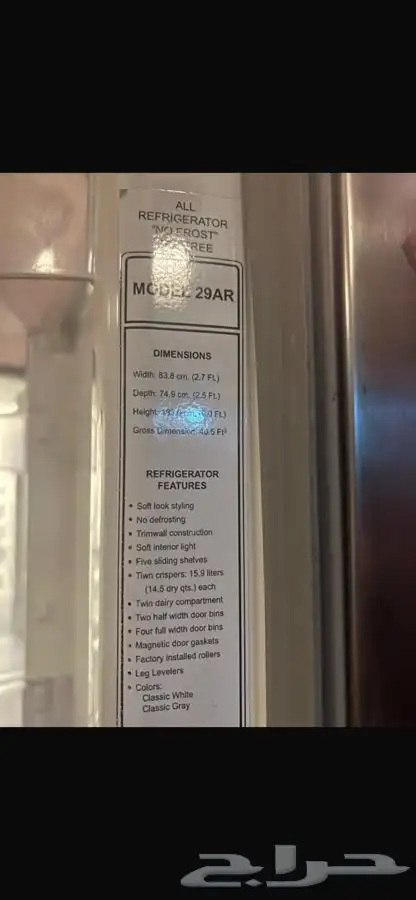 ALL
REFRIGERATOR
"NO FROST"
FREE
MODEL 29AR
DIMENSIONS
Width: 83.8 cm. (2.7 Ft.)
Depth: 74.9 cm. (2.5 Ft.)
Height: Ft.)
Gross Dimension: 40.5 Ft³
REFRIGERATOR
FEATURES
• Soft look styling
• No defrosting
• Trimwall construction
• Soft interior light
• Five sliding shelves
• Tiwn crispers: 15.9 liters
(14.5 dry qts.) each
• Twin dairy compartment
• Two half width door bins
• Four full width door bins
• Magnetic door gaskets
• Factory installed rollers
• Leg Levelers
• Colors:
Classic White
Classic Gray
حراج